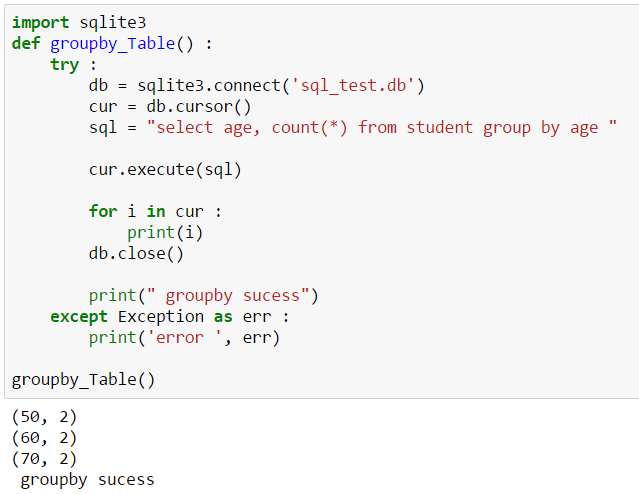 import sqlite3
def groupby_Table() :
    try :
        db = sqlite3.connect('sql_test.db')
        cur = db.cursor()
        sql = "select age, count(*) from student group by age "

        cur.execute(sql)

        for i in cur :
            print(i)
        db.close()

        print(" groupby sucess")
    except Exception as err :
        print('error ', err)

groupby_Table()
(50, 2)
(60, 2)
(70, 2)
 groupby sucess